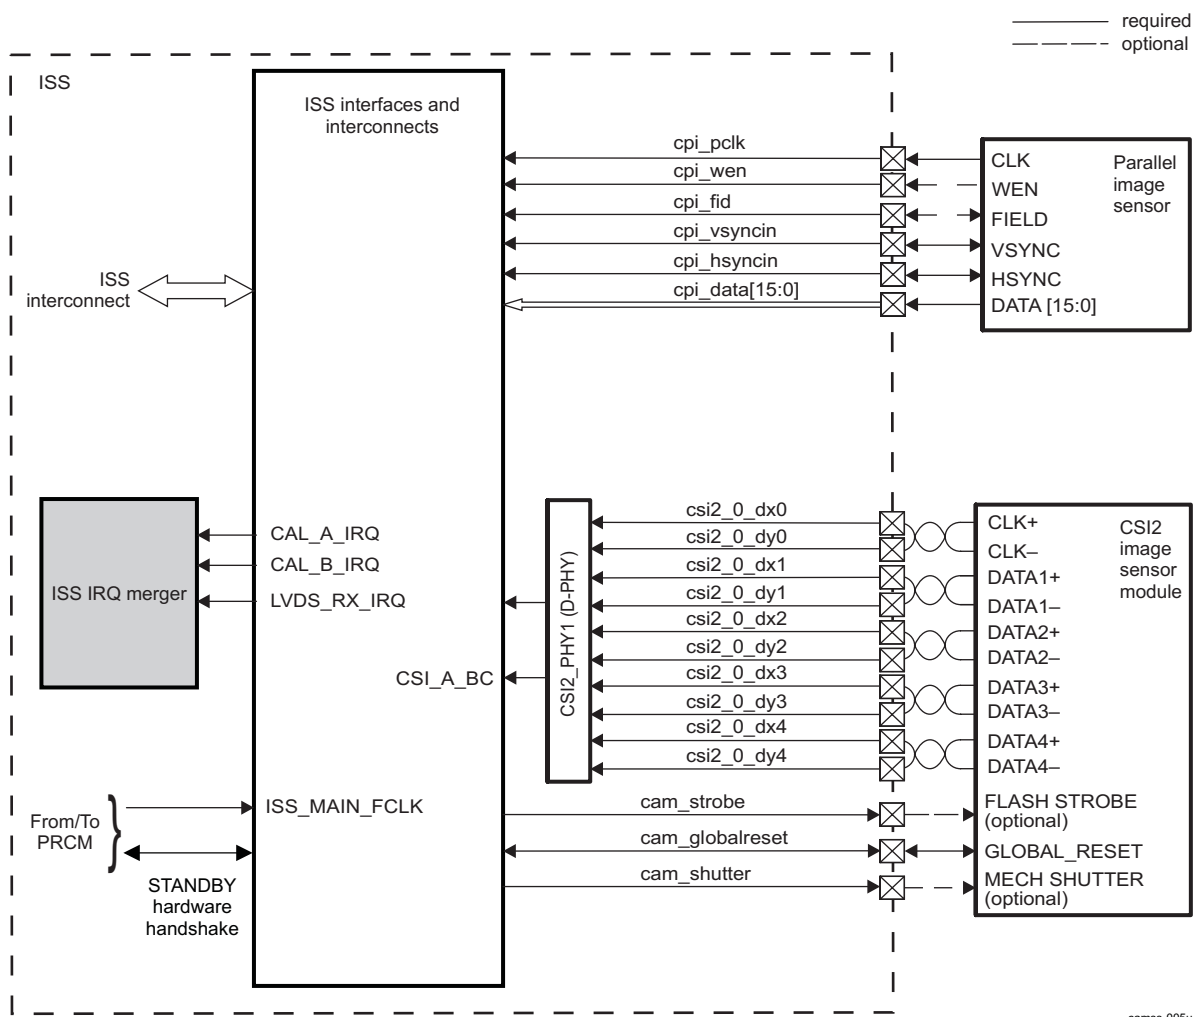 required
optional
ISS
ISS interfaces and
interconnects
cpi_pclk
cpi_wen
cpi_fid
cpi_vsyncin
cpi_hsyncin
cpi_data[15:0]
CLK
WEN
FIELD
VSYNC
HSYNC
DATA [15:0]
Parallel
image
sensor
ISS
interconnect
ISS IRQ merger
CAL_A_IRQ
CAL_B_IRQ
LVDS_RX_IRQ
CSI_A_BC
CSI2_PHY1 (D-PHY)
csi2_0_dx0
csi2_0_dy0
csi2_0_dx1
csi2_0_dy1
csi2_0_dx2
csi2_0_dy2
csi2_0_dx3
csi2_0_dy3
csi2_0_dx4
csi2_0_dy4
CLK+
CLK–
DATA1+
DATA1–
DATA2+
DATA2–
DATA3+
DATA3–
DATA4+
DATA4–
CSI2
image
sensor
module
From/To
PRCM
ISS_MAIN_FCLK
STANDBY
hardware
handshake
cam_strobe
cam_globalreset
cam_shutter
FLASH STROBE
(optional)
GLOBAL_RESET
MECH SHUTTER
(optional)